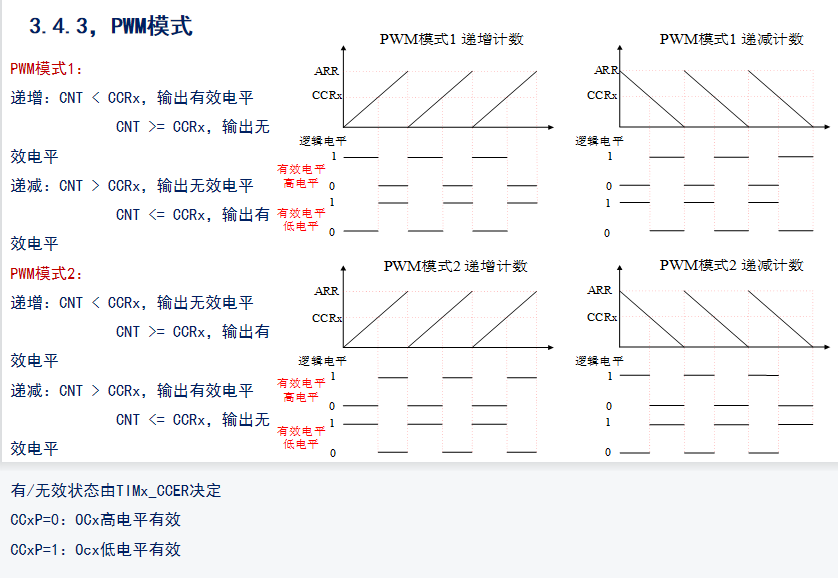 3.4.3，PWM模式
PWM模式1：
递增：CNT < CCRx，输出有效电平
CNT >= CCRx，输出无
效电平
递减：CNT > CCRx，输出无效电平
CNT <= CCRx，输出有
效电平
PWM模式2：
递增：CNT < CCRx，输出无效电平
CNT >= CCRx，输出有
效电平
递减：CNT > CCRx，输出有效电平
CNT <= CCRx，输出无
效电平
PWM模式1 递增计数
ARR
CCRx
逻辑电平
1
有效电平
高电平
0
1
有效电平
低电平
0
PWM模式1 递减计数
ARR
CCRx
逻辑电平
1
0
1
0
PWM模式2 递增计数
ARR
CCRx
逻辑电平
1
有效电平
高电平
0
1
有效电平
低电平
0
PWM模式2 递减计数
ARR
CCRx
逻辑电平
1
0
1
0
有/无效状态由TIMx_CCER决定
CCxP=0：OCx高电平有效
CCxP=1：Ocx低电平有效